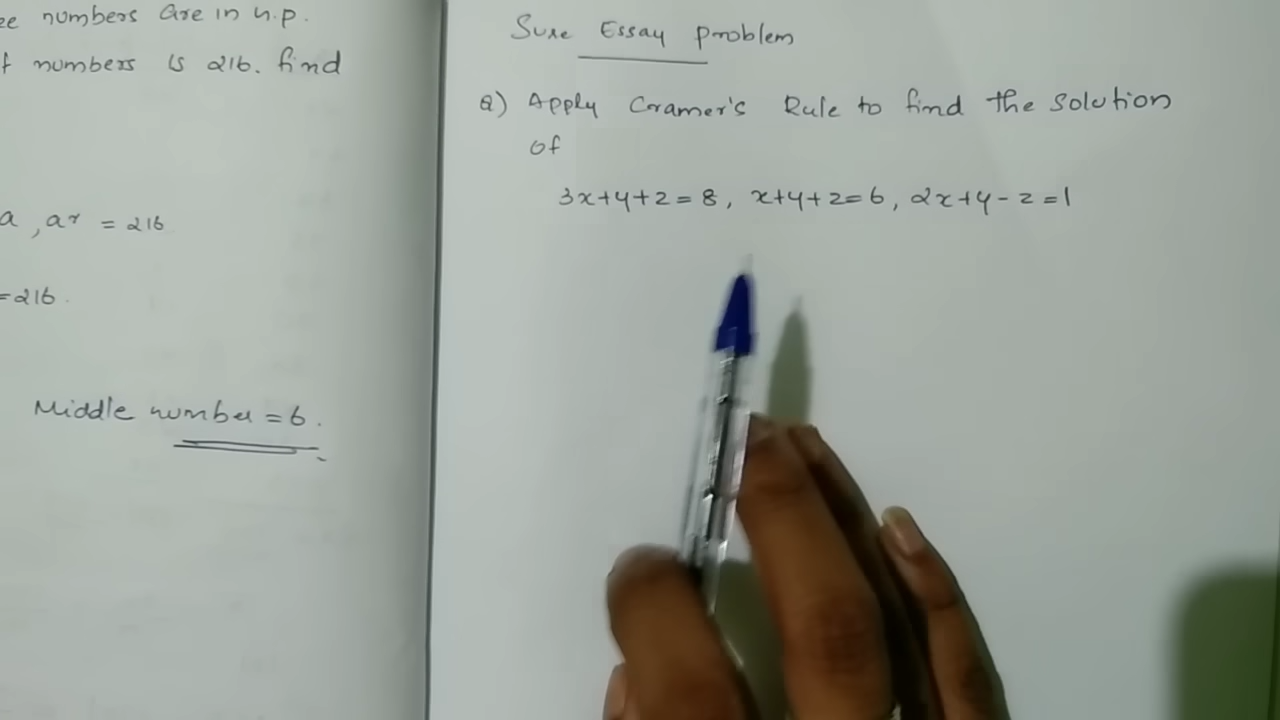 ee numbers are in h.p.
f numbers is 216. find
a, ar = 216
=216.
Middle number = 6.
Sure Essay problem
Q) Apply Cramer's Rule to find the solution
of
3x+y+z=8, x+y+z=6, 2x+y-z=1